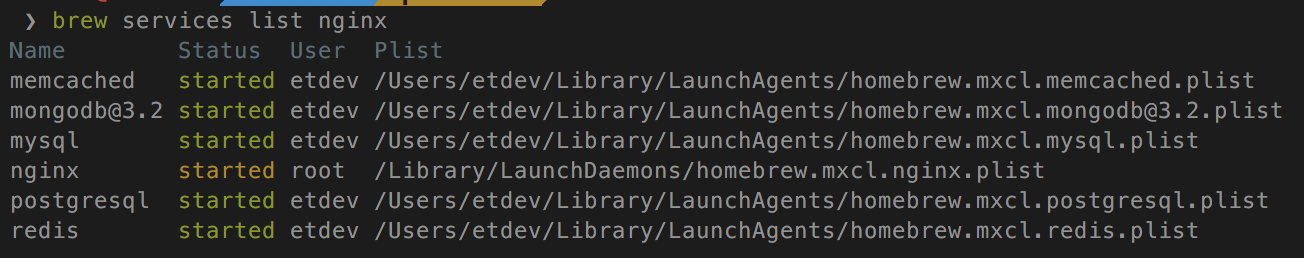 ❯ brew services list nginx
Name       Status  User  Plist
memcached   started etdev /Users/etdev/Library/LaunchAgents/homebrew.mxcl.memcached.plist
mongodb@3.2 started etdev /Users/etdev/Library/LaunchAgents/homebrew.mxcl.mongodb@3.2.plist
mysql       started etdev /Users/etdev/Library/LaunchAgents/homebrew.mxcl.mysql.plist
nginx       started root  /Library/LaunchDaemons/homebrew.mxcl.nginx.plist
postgresql  started etdev /Users/etdev/Library/LaunchAgents/homebrew.mxcl.postgresql.plist
redis       started etdev /Users/etdev/Library/LaunchAgents/homebrew.mxcl.redis.plist